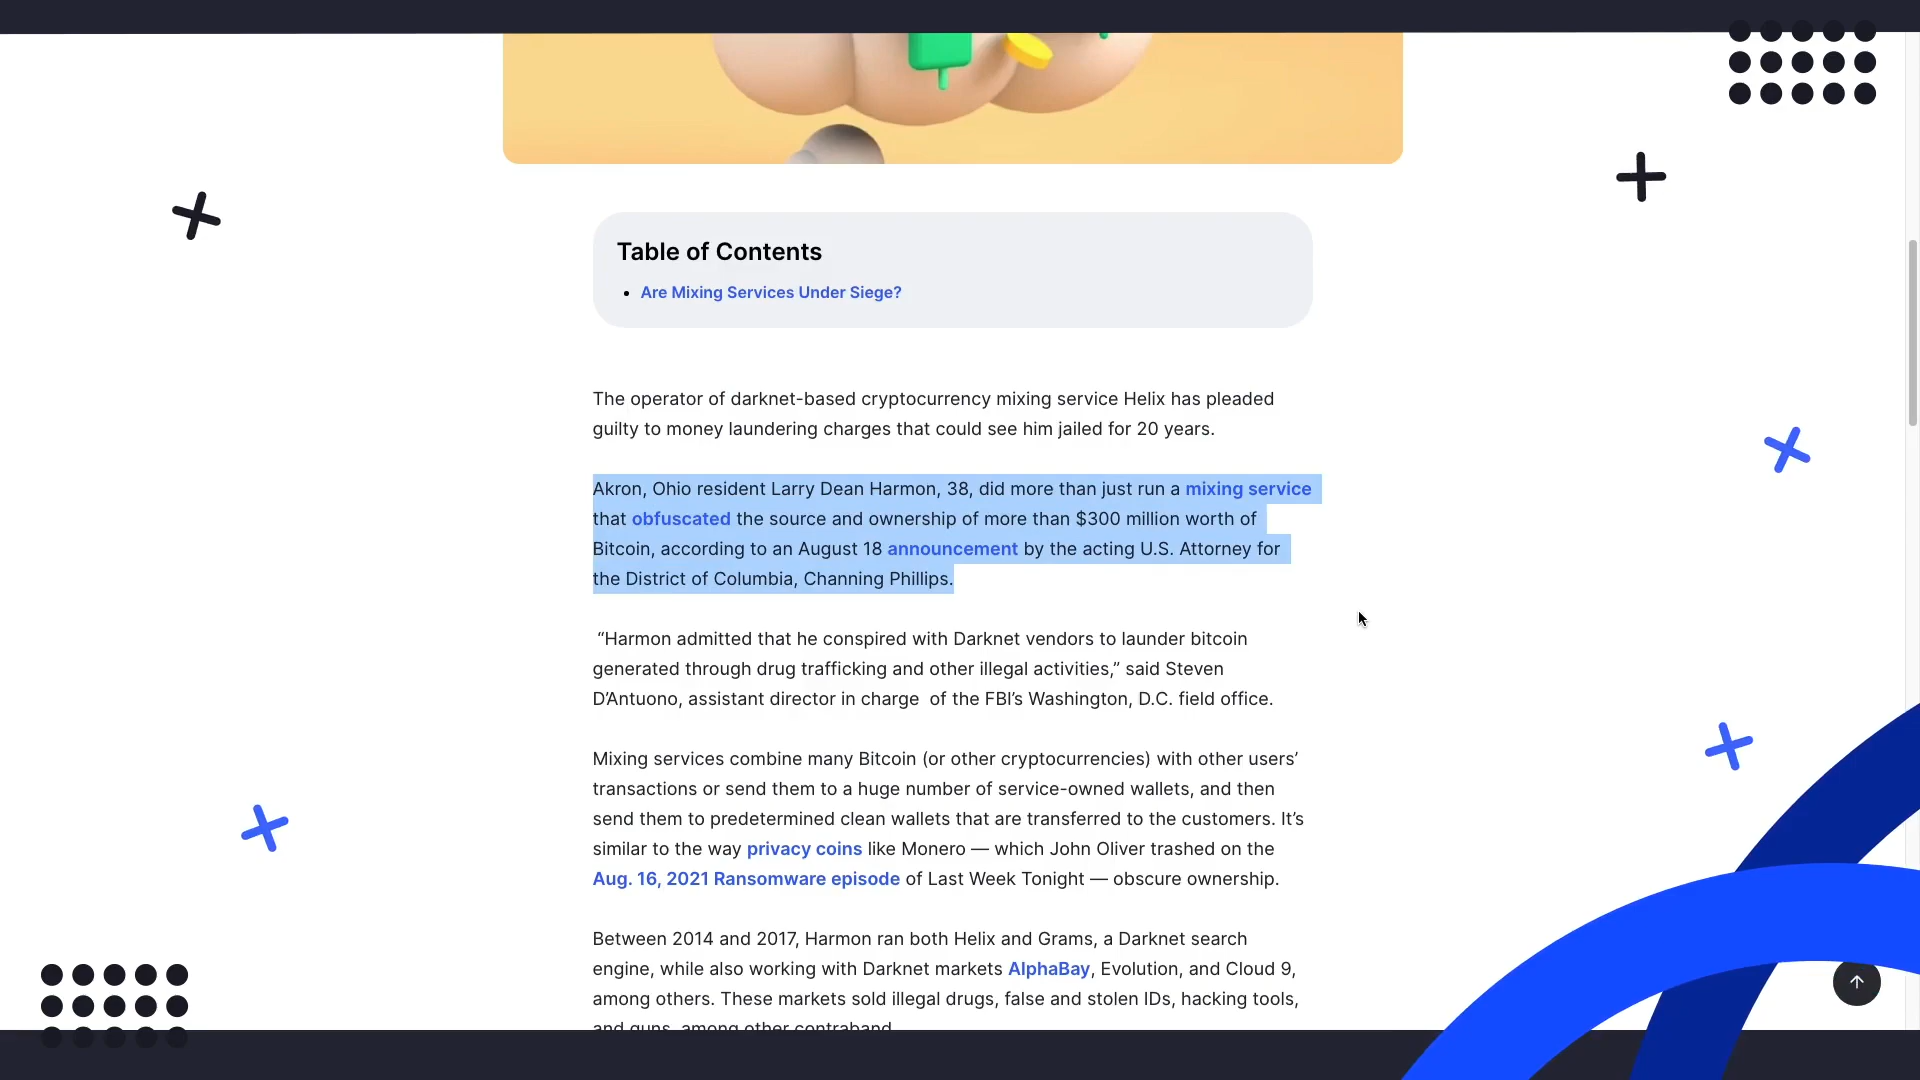 Table of Contents
• Are Mixing Services Under Siege?
The operator of darknet-based cryptocurrency mixing service Helix has pleaded
guilty to money laundering charges that could see him jailed for 20 years.
Akron, Ohio resident Larry Dean Harmon, 38, did more than just run a mixing service
that obfuscated the source and ownership of more than $300 million worth of
Bitcoin, according to an August 18 announcement by the acting U.S. Attorney for
the District of Columbia, Channing Phillips.
“Harmon admitted that he conspired with Darknet vendors to launder bitcoin
generated through drug trafficking and other illegal activities,” said Steven
D’Antuono, assistant director in charge  of the FBI’s Washington, D.C. field office.
Mixing services combine many Bitcoin (or other cryptocurrencies) with other users’
transactions or send them to a huge number of service-owned wallets, and then
send them to predetermined clean wallets that are transferred to the customers. It’s
similar to the way privacy coins like Monero — which John Oliver trashed on the
Aug. 16, 2021 Ransomware episode of Last Week Tonight — obscure ownership.
Between 2014 and 2017, Harmon ran both Helix and Grams, a Darknet search
engine, while also working with Darknet markets AlphaBay, Evolution, and Cloud 9,
among others. These markets sold illegal drugs, false and stolen IDs, hacking tools,
and guns, among other contraband.